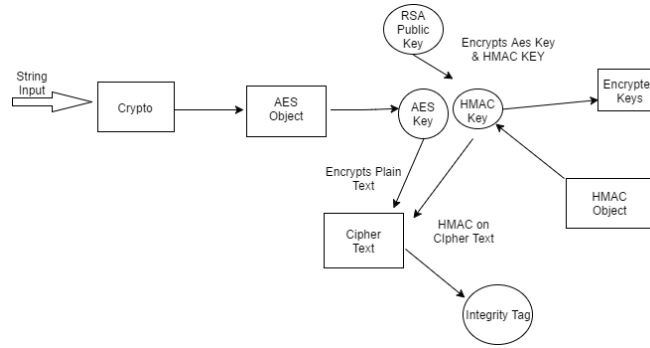 RSA
Public
Key
Encrypts Aes Key
& HMAC KEY
String
Input
Crypto
AES
Object
AES
Key
HMAC
Key
Encrypte
Keys
Encrypts Plain
Text
HMAC
Object
Cipher
Text
HMAC on
CIpher Text
Integrity Tag